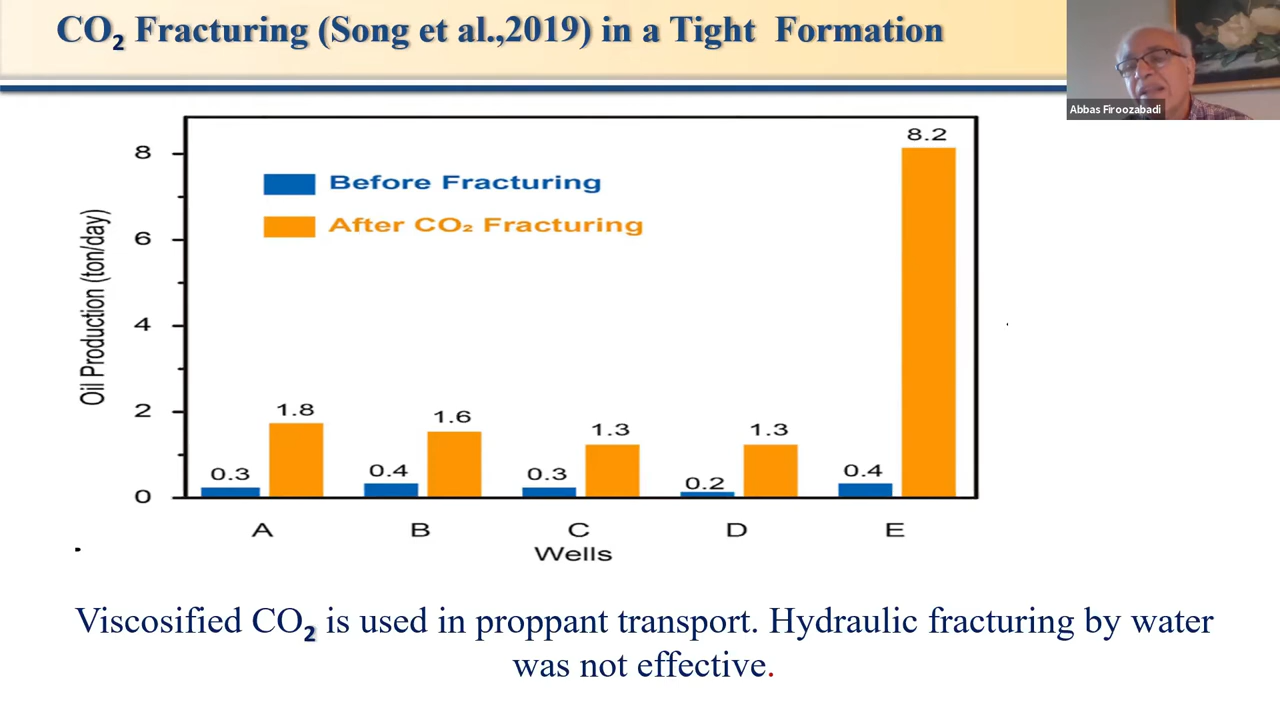 CO₂ Fracturing (Song et al.,2019) in a Tight Formation
Abbas Firoozabadi
8.2
8
Before Fracturing
After CO₂ Fracturing
6
Oil Production (ton/day)
4
2
1.8
1.6
1.3
1.3
0.3
0.4
0.3
0.2
0.4
0
A B C D E
Wells
Viscosified CO₂ is used in proppant transport. Hydraulic fracturing by water
was not effective.